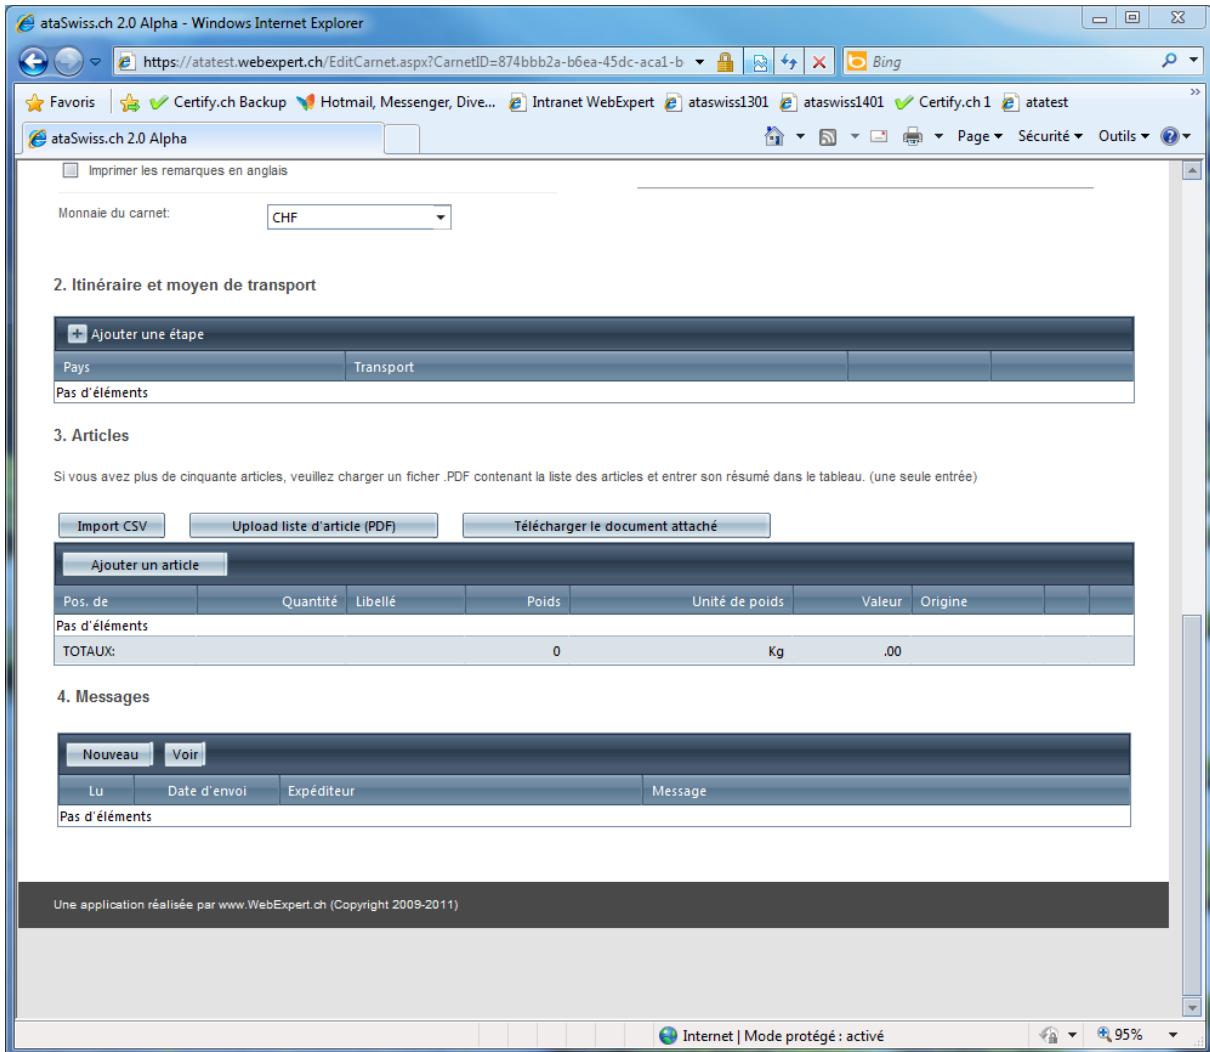 ataSwiss.ch 2.0 Alpha - Windows Internet Explorer
https://atatest.webexpert.ch/EditCarnet.aspx?CarnetID=874bbb2a-b6ea-45dc-aca1-b Bing
Favoris Certify.ch Backup Hotmail, Messenger, Dive... Intranet WebExpert ataswiss1301 ataswiss1401 Certify.ch 1 atatest
ataSwiss.ch 2.0 Alpha Page Sécurité Outils
Imprimer les remarques en anglais
Monnaie du carnet: CHF
2. Itinéraire et moyen de transport
Ajouter une étape
Pays Transport
Pas d'éléments
3. Articles
Si vous avez plus de cinquante articles, veuillez charger un ficher .PDF contenant la liste des articles et entrer son résumé dans le tableau. (une seule entrée)
Import CSV Upload liste d'article (PDF) Télécharger le document attaché
Ajouter un article
Pos. de Quantité Libellé Poids Unité de poids Valeur Origine
Pas d'éléments
TOTAUX: 0 Kg .00
4. Messages
Nouveau Voir
Lu Date d'envoi Expéditeur Message
Pas d'éléments
Une application réalisée par www.WebExpert.ch (Copyright 2009-2011)
Internet | Mode protégé : activé 95%